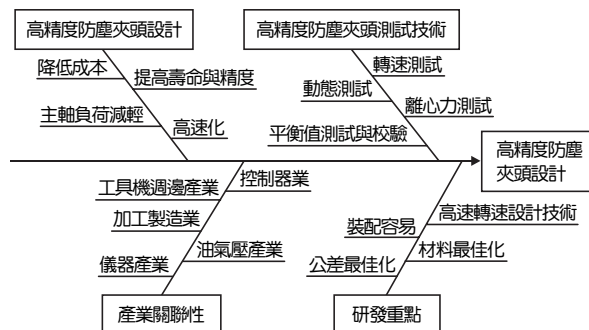 高精度防塵夾頭設計
高精度防塵夾頭測試技術
降低成本
提高壽命與精度
主軸負荷減輕
高速化
轉速測試
動態測試
離心力測試
平衡值測試與校驗
高精度防塵
夾頭設計
控制器業
工具機週邊產業
加工製造業
油氣壓產業
儀器產業
高速轉速設計技術
裝配容易
材料最佳化
公差最佳化
產業關聯性
研發重點